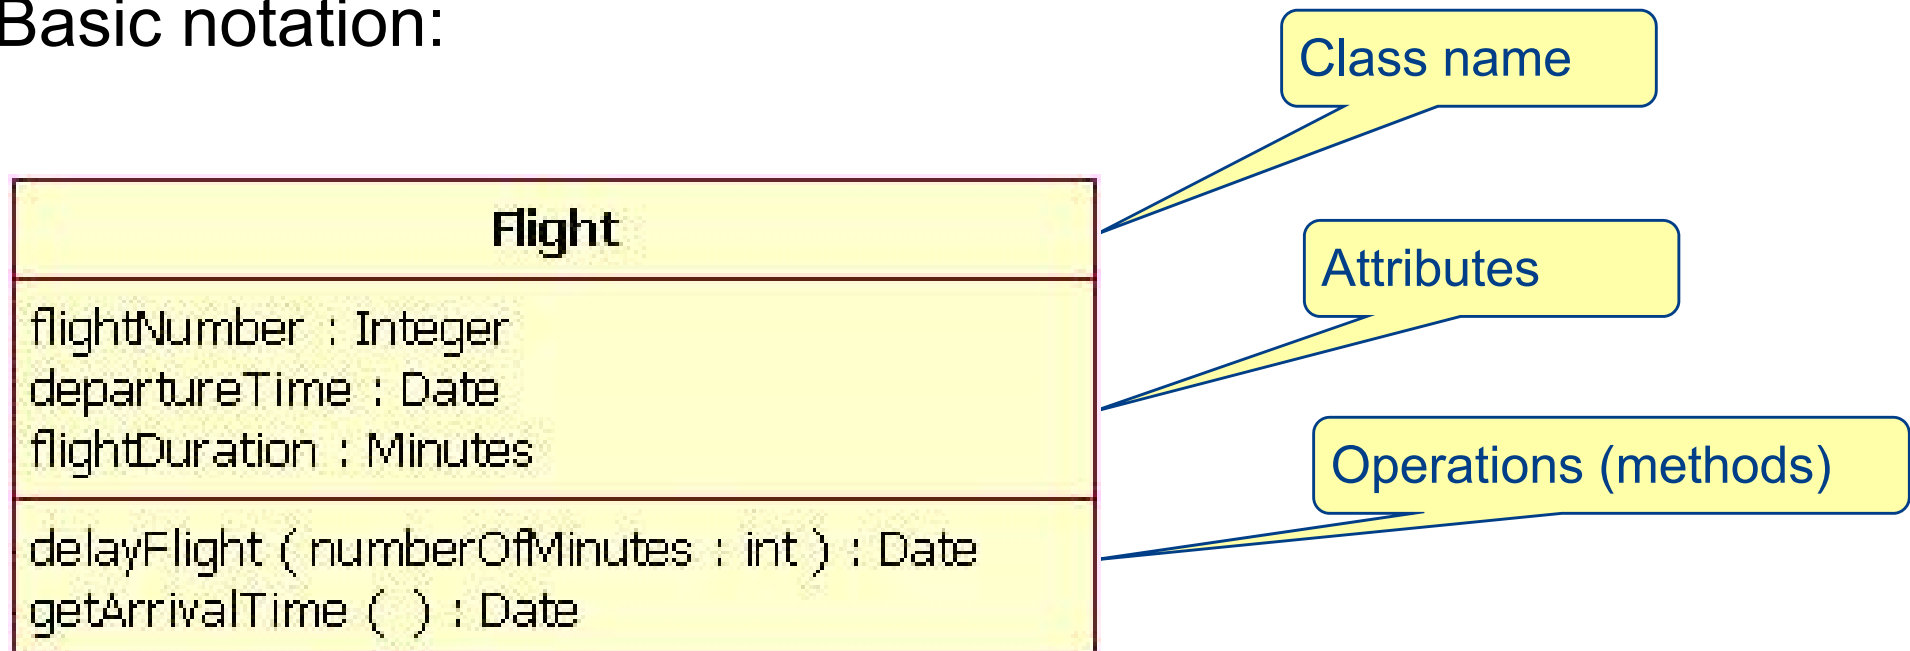 Basic notation:
Class name
Flight
Attributes
flightNumber : Integer
departureTime : Date
flightDuration : Minutes
Operations (methods)
delayFlight ( numberOfMinutes : int ) : Date
getArrivalTime ( ) : Date